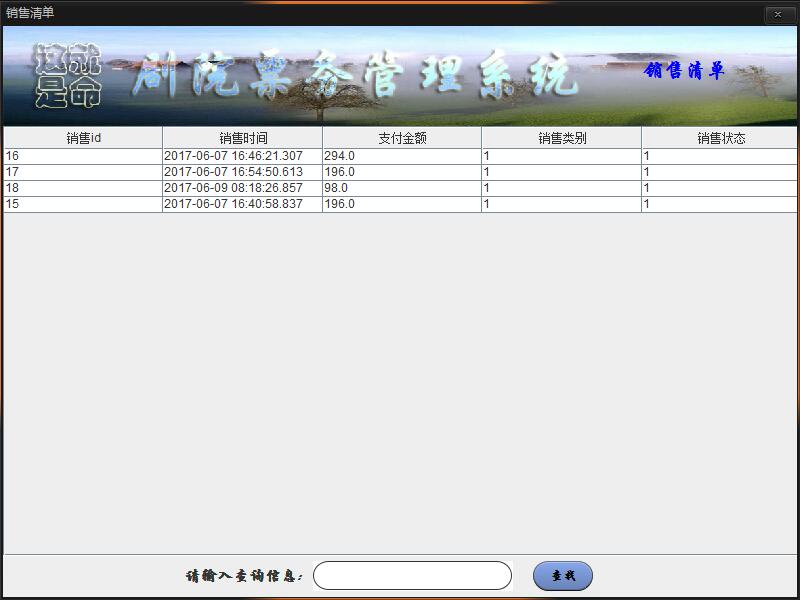 销售清单
这就
是命
剧院票务管理系统
销售清单
销售id 销售时间 支付金额 销售类别 销售状态
16 2017-06-07 16:46:21.307 294.0 1 1
17 2017-06-07 16:54:50.613 196.0 1 1
18 2017-06-09 08:18:26.857 98.0 1 1
15 2017-06-07 16:40:58.837 196.0 1 1
请输入查询信息：
查找